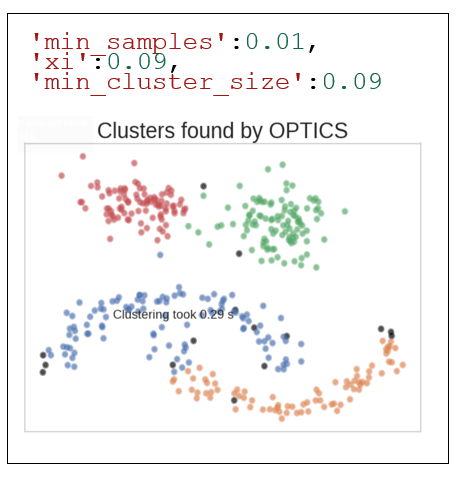 'min_samples':0.01,
'xi':0.09,
'min_cluster_size':0.09
Clusters found by OPTICS
Clustering took 0.29 s